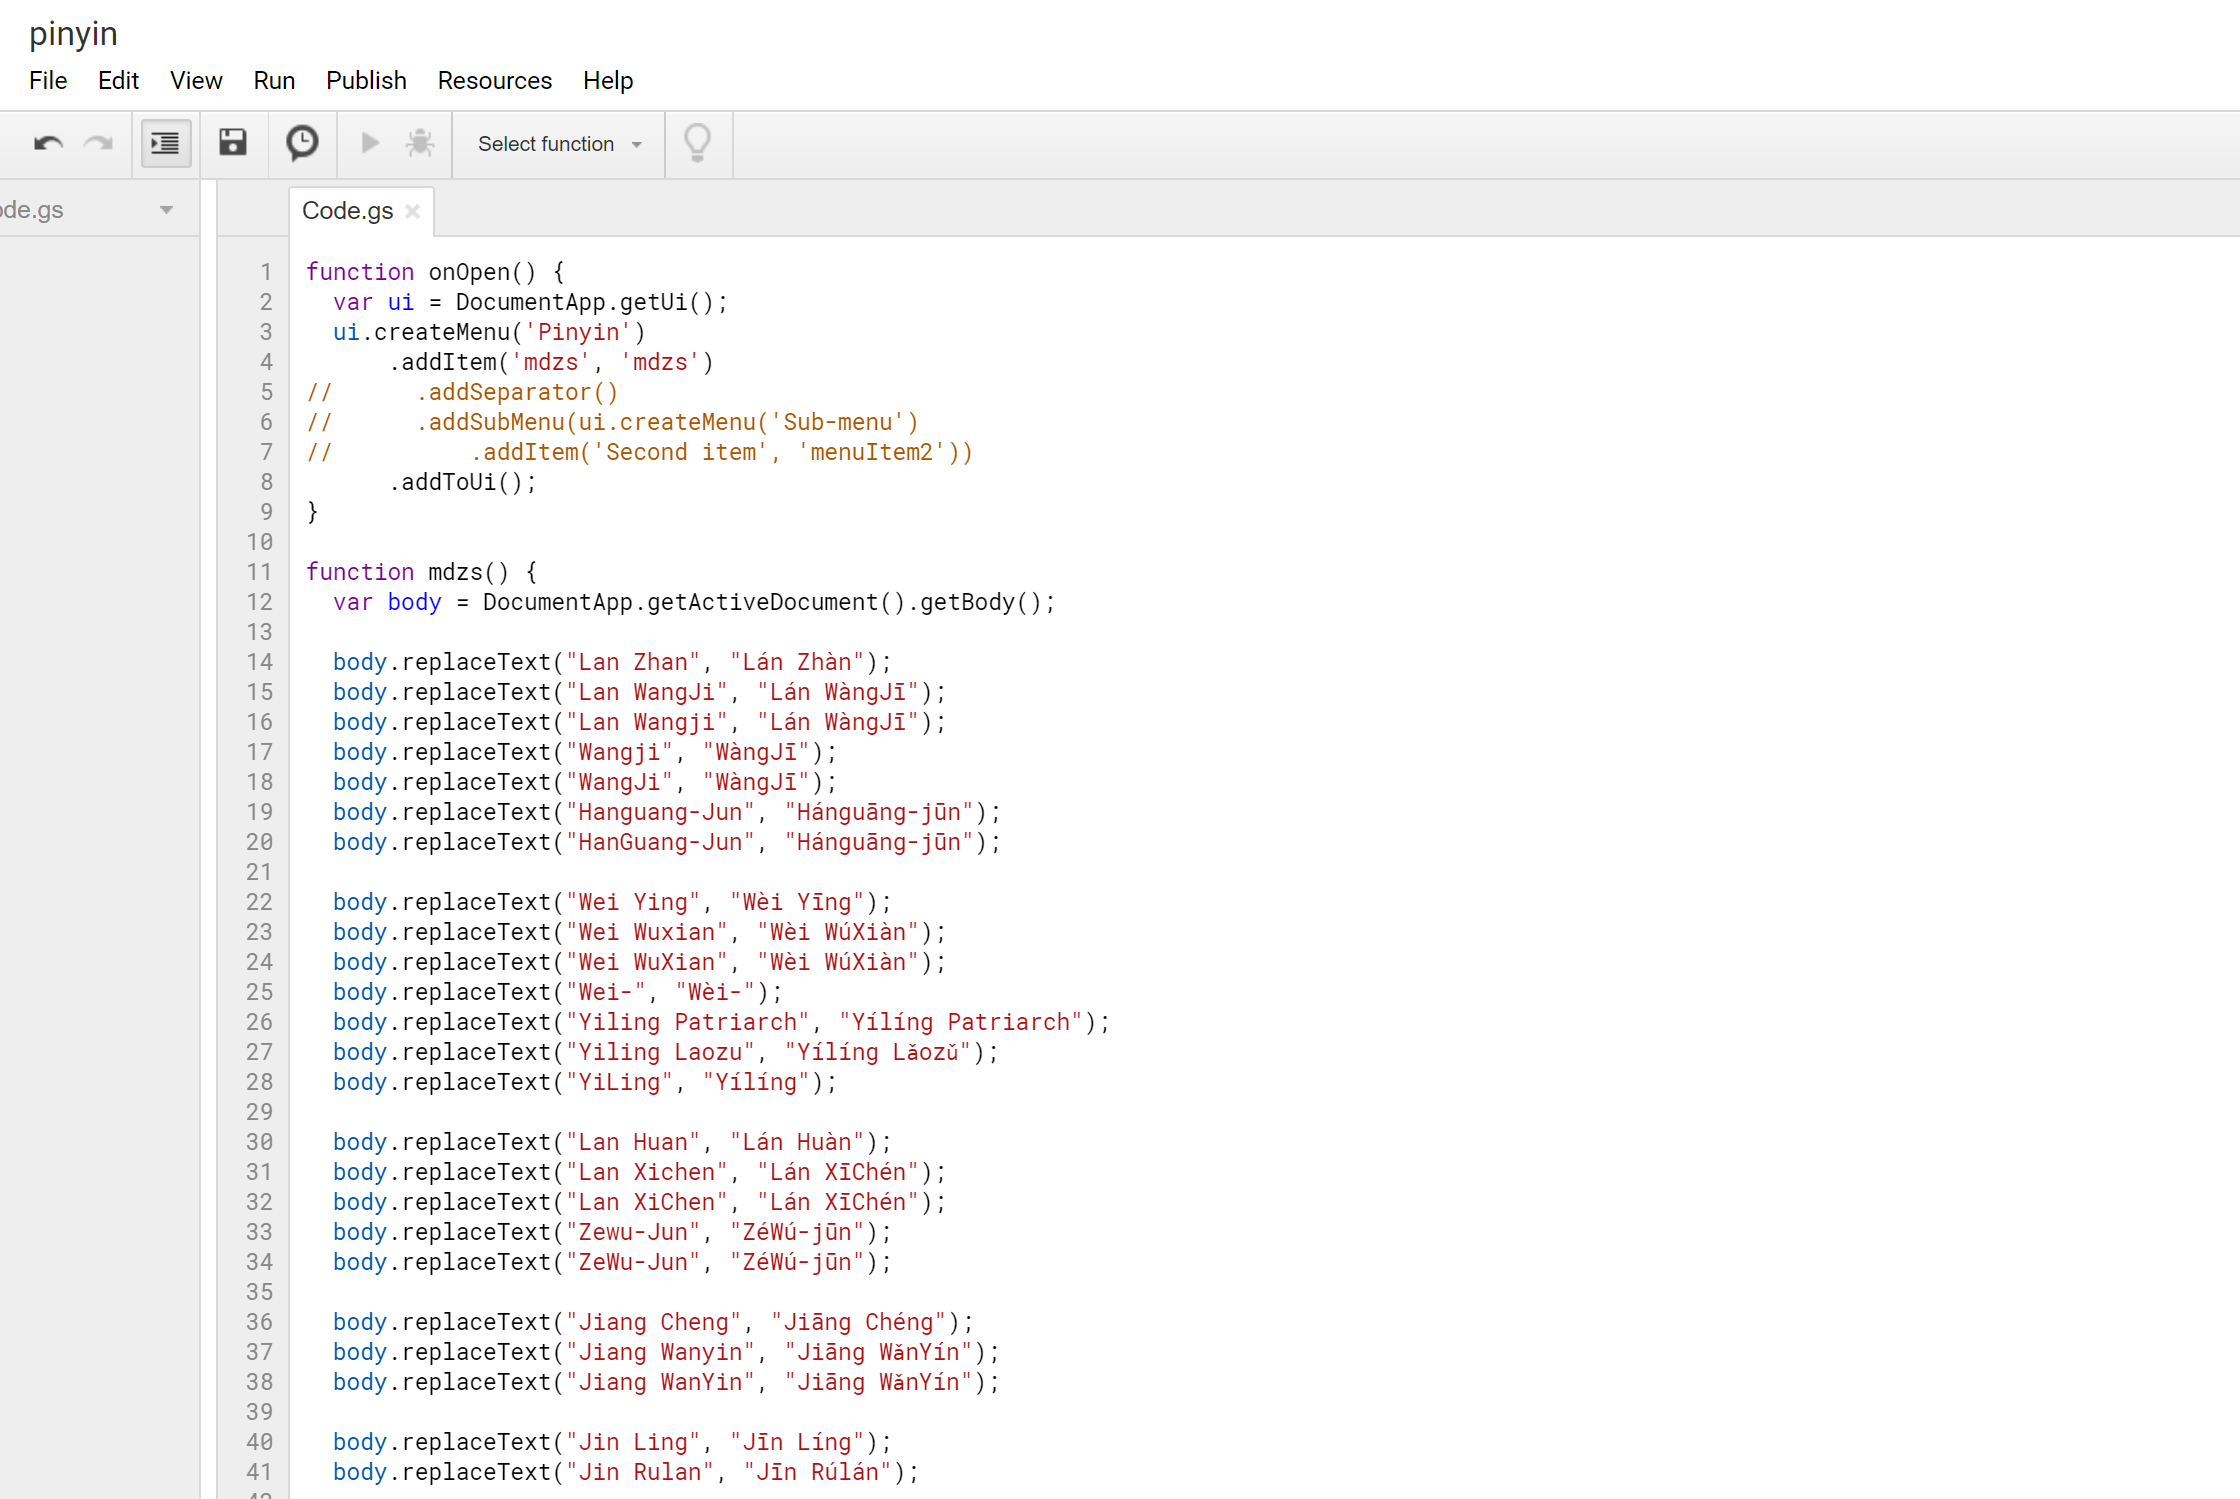 pinyin
File Edit View Run Publish Resources Help
Select function
de.gs
Code.gs
1 function onOpen() {
2 var ui = DocumentApp.getUi();
3 ui.createMenu('Pinyin')
4 .addItem('mdzs', 'mdzs')
5 // .addSeparator()
6 // .addSubMenu(ui.createMenu('Sub-menu')
7 // .addItem('Second item', 'menuItem2'))
8 .addToUi();
9 }
10
11 function mdzs() {
12 var body = DocumentApp.getActiveDocument().getBody();
13
14 body.replaceText("Lan Zhan", "Lán Zhàn");
15 body.replaceText("Lan WangJi", "Lán WàngJī");
16 body.replaceText("Lan Wangji", "Lán WàngJī");
17 body.replaceText("Wangji", "WàngJī");
18 body.replaceText("WangJi", "WàngJī");
19 body.replaceText("Hanguang-Jun", "Hánguāng-jūn");
20 body.replaceText("HanGuang-Jun", "Hánguāng-jūn");
21
22 body.replaceText("Wei Ying", "Wèi Yīng");
23 body.replaceText("Wei Wuxian", "Wèi WúXiàn");
24 body.replaceText("Wei WuXian", "Wèi WúXiàn");
25 body.replaceText("Wei-", "Wèi-");
26 body.replaceText("Yiling Patriarch", "Yílíng Patriarch");
27 body.replaceText("Yiling Laozu", "Yílíng Lǎozǔ");
28 body.replaceText("YiLing", "Yílíng");
29
30 body.replaceText("Lan Huan", "Lán Huàn");
31 body.replaceText("Lan Xichen", "Lán XīChén");
32 body.replaceText("Lan XiChen", "Lán XīChén");
33 body.replaceText("Zewu-Jun", "ZéWú-jūn");
34 body.replaceText("ZeWu-Jun", "ZéWú-jūn");
35
36 body.replaceText("Jiang Cheng", "Jiāng Chéng");
37 body.replaceText("Jiang Wanyin", "Jiāng WǎnYín");
38 body.replaceText("Jiang WanYin", "Jiāng WǎnYín");
39
40 body.replaceText("Jin Ling", "Jīn Líng");
41 body.replaceText("Jin Rulan", "Jīn Rúlán");